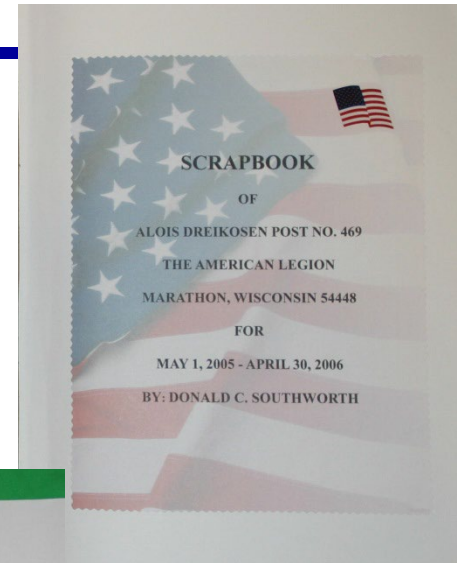 SCRAPBOOK
OF
ALOIS DREIKOSEN POST NO. 469
THE AMERICAN LEGION
MARATHON, WISCONSIN 54448
FOR
MAY 1, 2005 - APRIL 30, 2006
BY: DONALD C. SOUTHWORTH